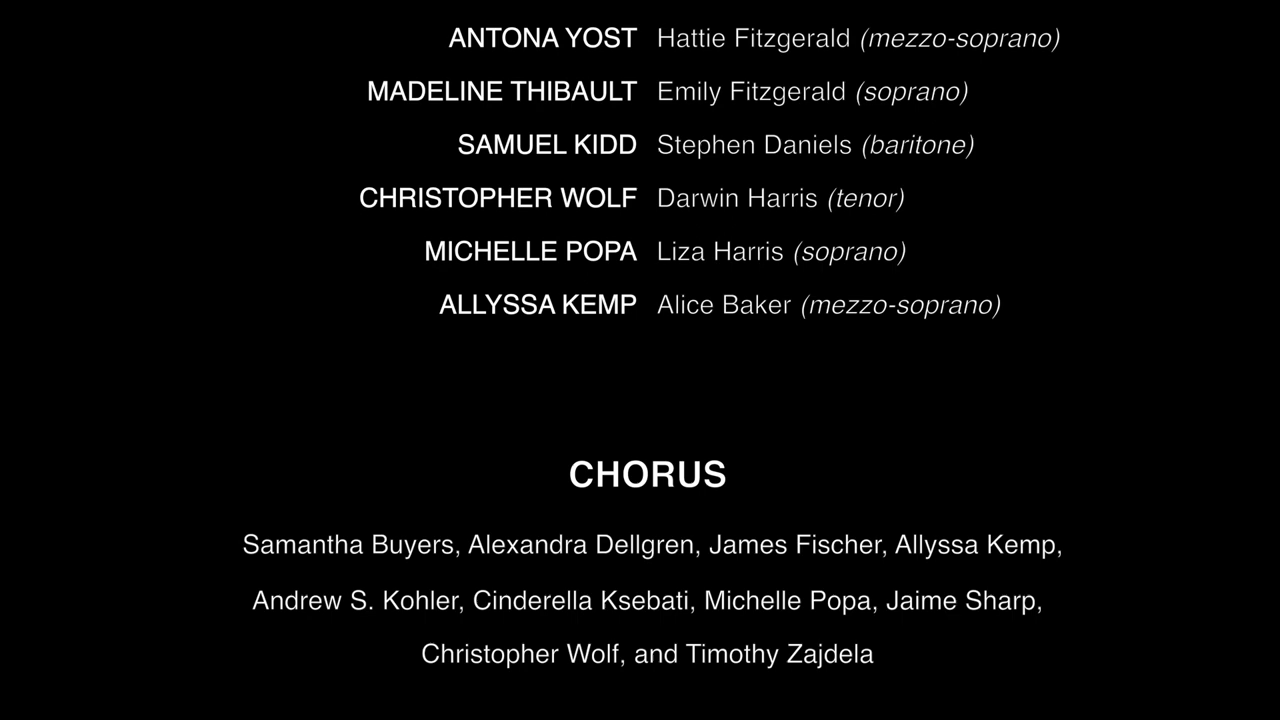 ANTONA YOST Hattie Fitzgerald (mezzo-soprano)
MADELINE THIBAULT Emily Fitzgerald (soprano)
SAMUEL KIDD Stephen Daniels (baritone)
CHRISTOPHER WOLF Darwin Harris (tenor)
MICHELLE POPA Liza Harris (soprano)
ALLYSSA KEMP Alice Baker (mezzo-soprano)
CHORUS
Samantha Buyers, Alexandra Dellgren, James Fischer, Allyssa Kemp,
Andrew S. Kohler, Cinderella Ksebati, Michelle Popa, Jaime Sharp,
Christopher Wolf, and Timothy Zajdela